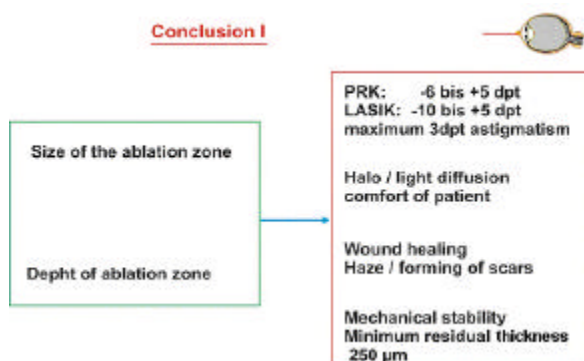 Conclusion I
Size of the ablation zone
Depht of ablation zone
PRK: -6 bis +5 dpt
LASIK: -10 bis +5 dpt
maximum 3dpt astigmatism
Halo / light diffusion
comfort of patient
Wound healing
Haze / forming of scars
Mechanical stability
Minimum residual thickness
250 µm